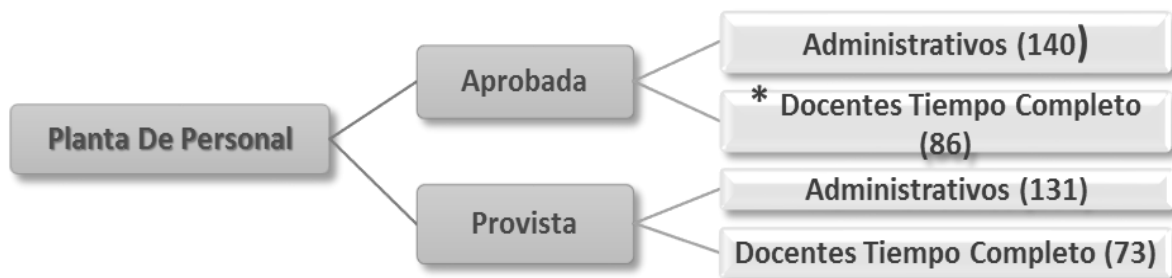 Planta De Personal
Aprobada
Administrativos (140)
* Docentes Tiempo Completo
(86)
Provista
Administrativos (131)
Docentes Tiempo Completo (73)